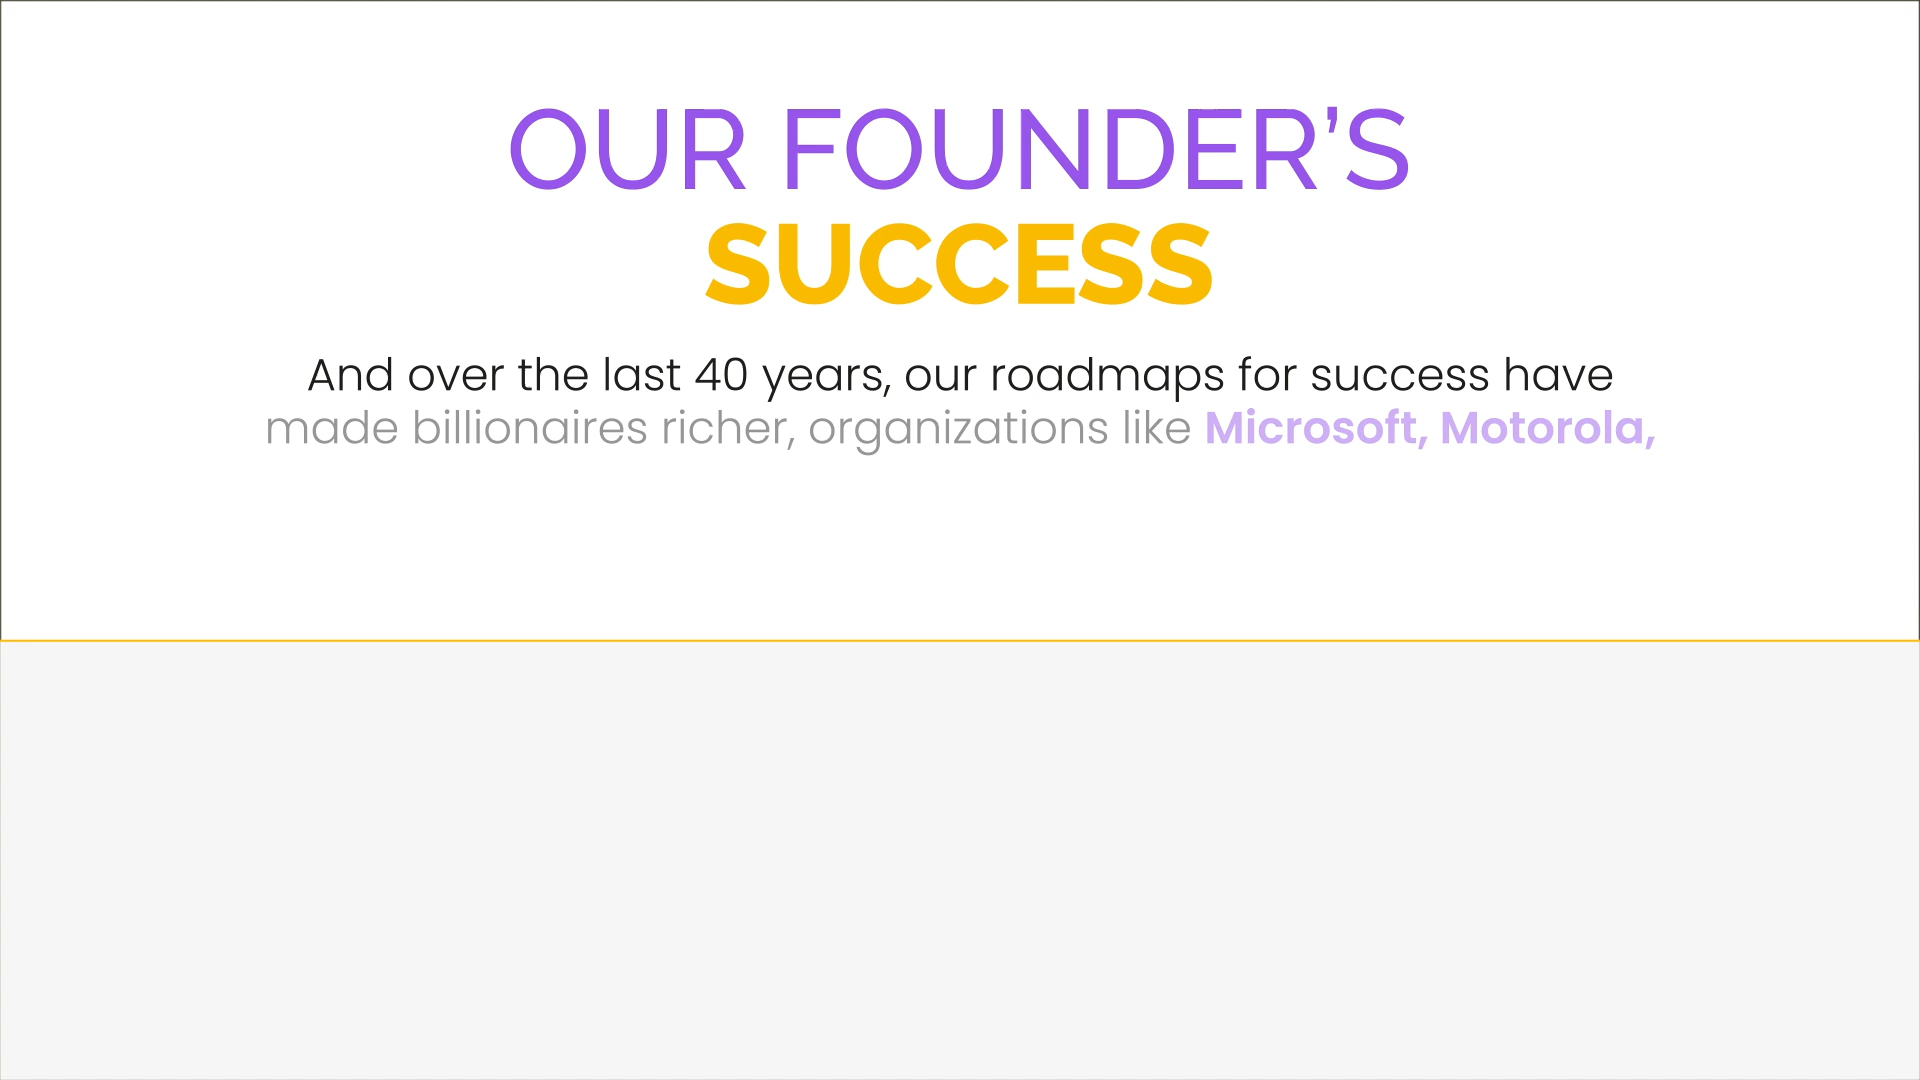 OUR FOUNDER’S
SUCCESS
And over the last 40 years, our roadmaps for success have
made billionaires richer, organizations like Microsoft, Motorola,